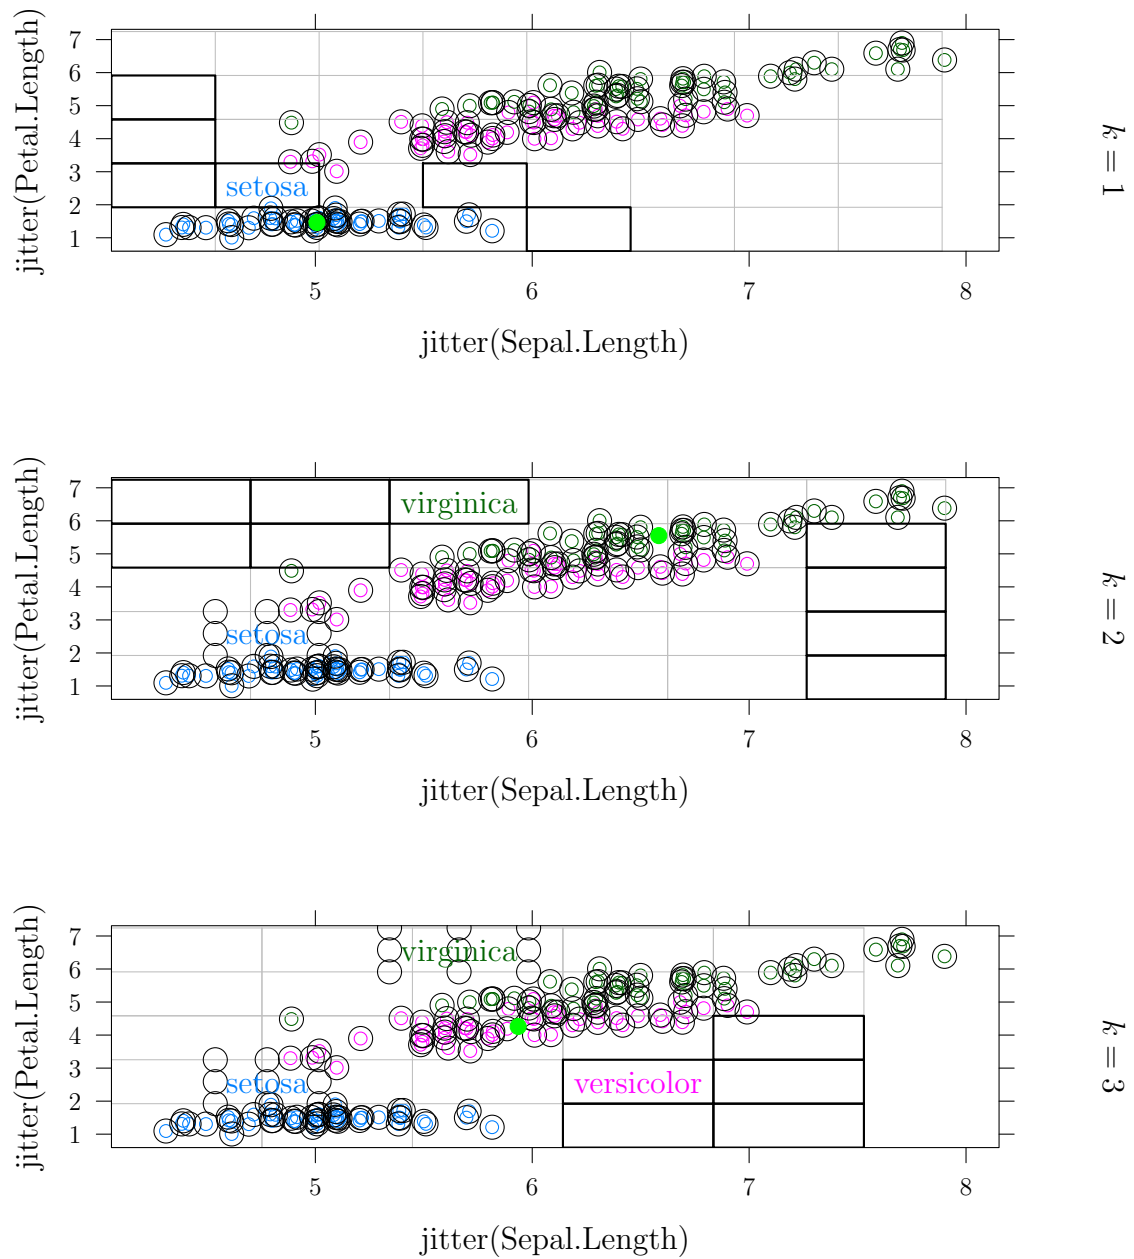 7
6
5
4
3
2
1
jitter(Petal.Length)
setosa
5 6 7 8
jitter(Sepal.Length)
k = 1
7
6
5
4
3
2
1
jitter(Petal.Length)
virginica
setosa
5 6 7 8
jitter(Sepal.Length)
k = 2
7
6
5
4
3
2
1
jitter(Petal.Length)
virginica
setosa
versicolor
5 6 7 8
jitter(Sepal.Length)
k = 3